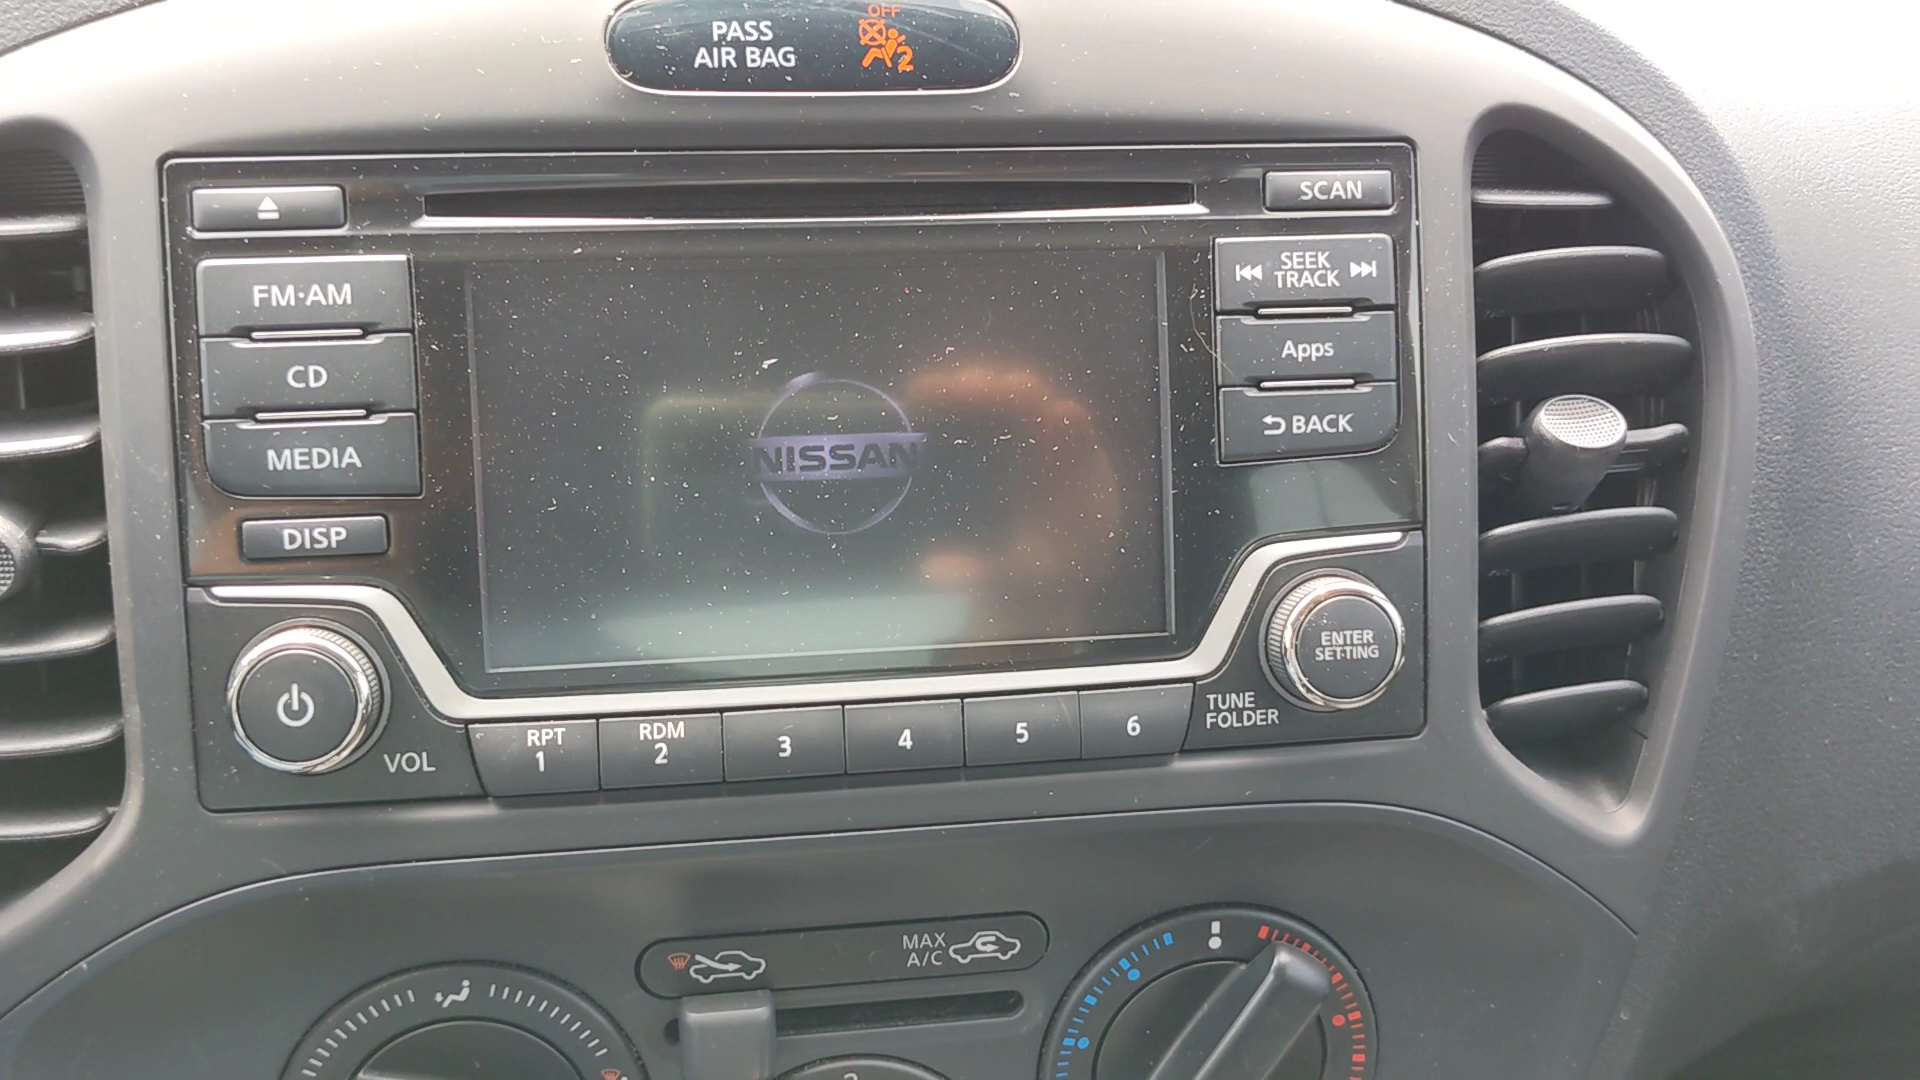 OFF
PASS
AIR BAG
2
SCAN
FM·AM
SEEK
TRACK
CD
Apps
MEDIA
BACK
NISSAN
DISP
ENTER
SETTING
VOL
TUNE
FOLDER
RPT
1
RDM
2
3
4
5
6
MAX
A/C